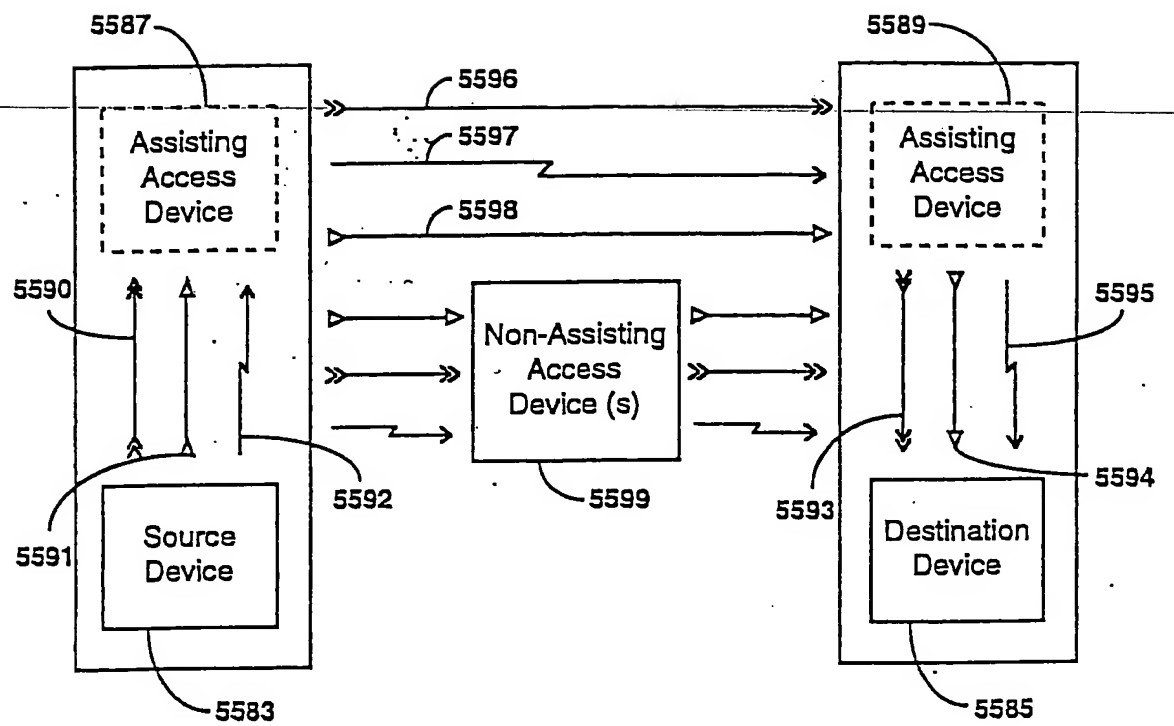 5587
5589
5596
Assisting
Access
Device
5597
Assisting
Access
Device
5598
5590
5595
Non-Assisting
Access
Device (s)
5592
5599
5593
5594
5591
Source
Device
Destination
Device
5583
5585